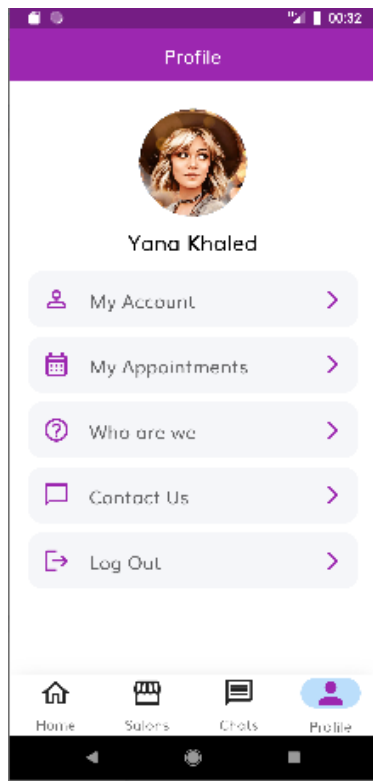 00:32
Profile
Yana Khaled
My Account
My Appointments
Who are we
Contact Us
Log Out
Home Salons Chats Profile